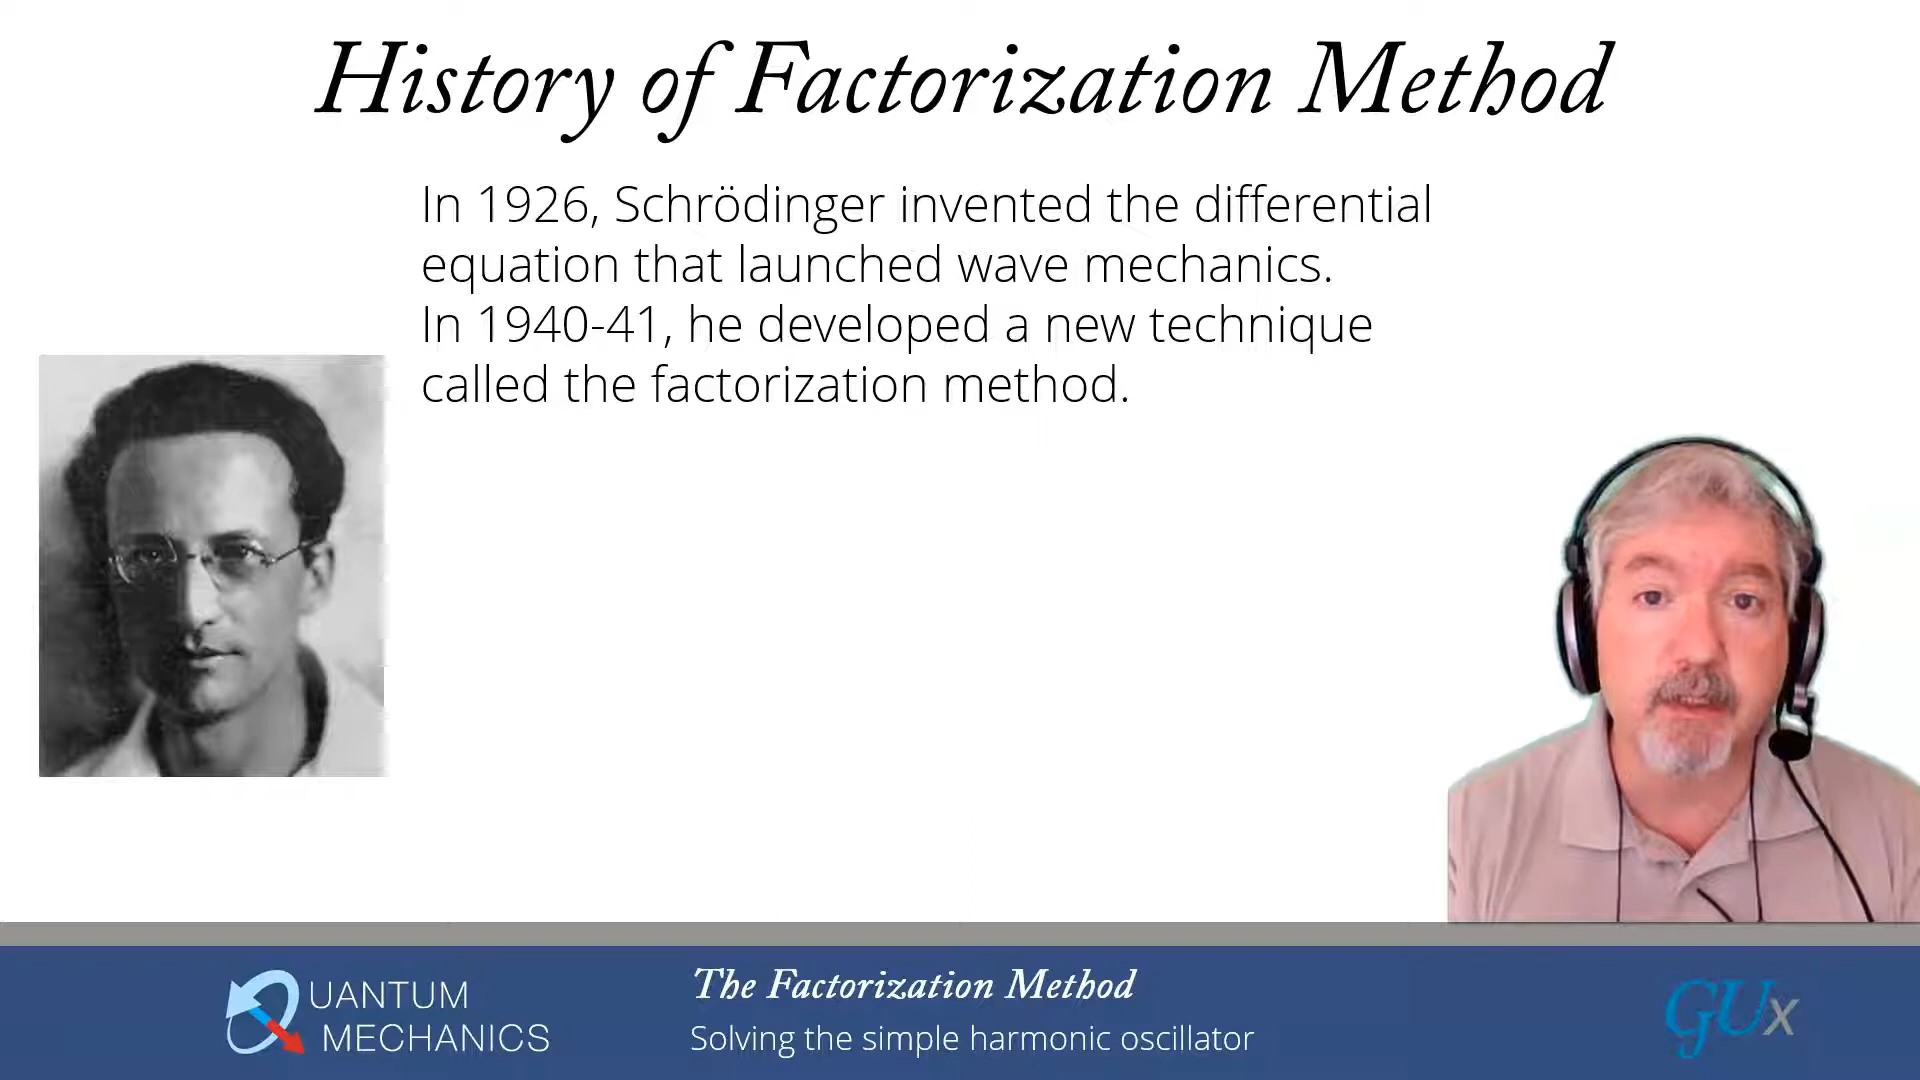 History of Factorization Method
In 1926, Schrödinger invented the differential
equation that launched wave mechanics.
In 1940-41, he developed a new technique
called the factorization method.
QUANTUM
MECHANICS
The Factorization Method
Solving the simple harmonic oscillator
GUx